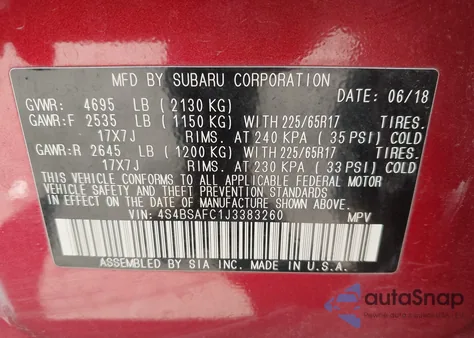 MFD BY SUBARU CORPORATION
GVWR: 4695 LB (2130 KG) DATE: 06/18
GAWR:F 2535 LB (1150 KG) WITH 225/65R17 TIRES.
17X7J RIMS. AT 240 KPA (35 PSI) COLD
GAWR:R 2645 LB (1200 KG) WITH 225/65R17 TIRES.
17X7J RIMS. AT 230 KPA (33 PSI) COLD
THIS VEHICLE CONFORMS TO ALL APPLICABLE FEDERAL MOTOR
VEHICLE SAFETY AND THEFT PREVENTION STANDARDS
IN EFFECT ON THE DATE OF MANUFACTURE SHOWN ABOVE.
VIN: 4S4BSAFC1J3383260 MPV
ASSEMBLED BY SIA INC. MADE IN U.S.A.
autoSnap